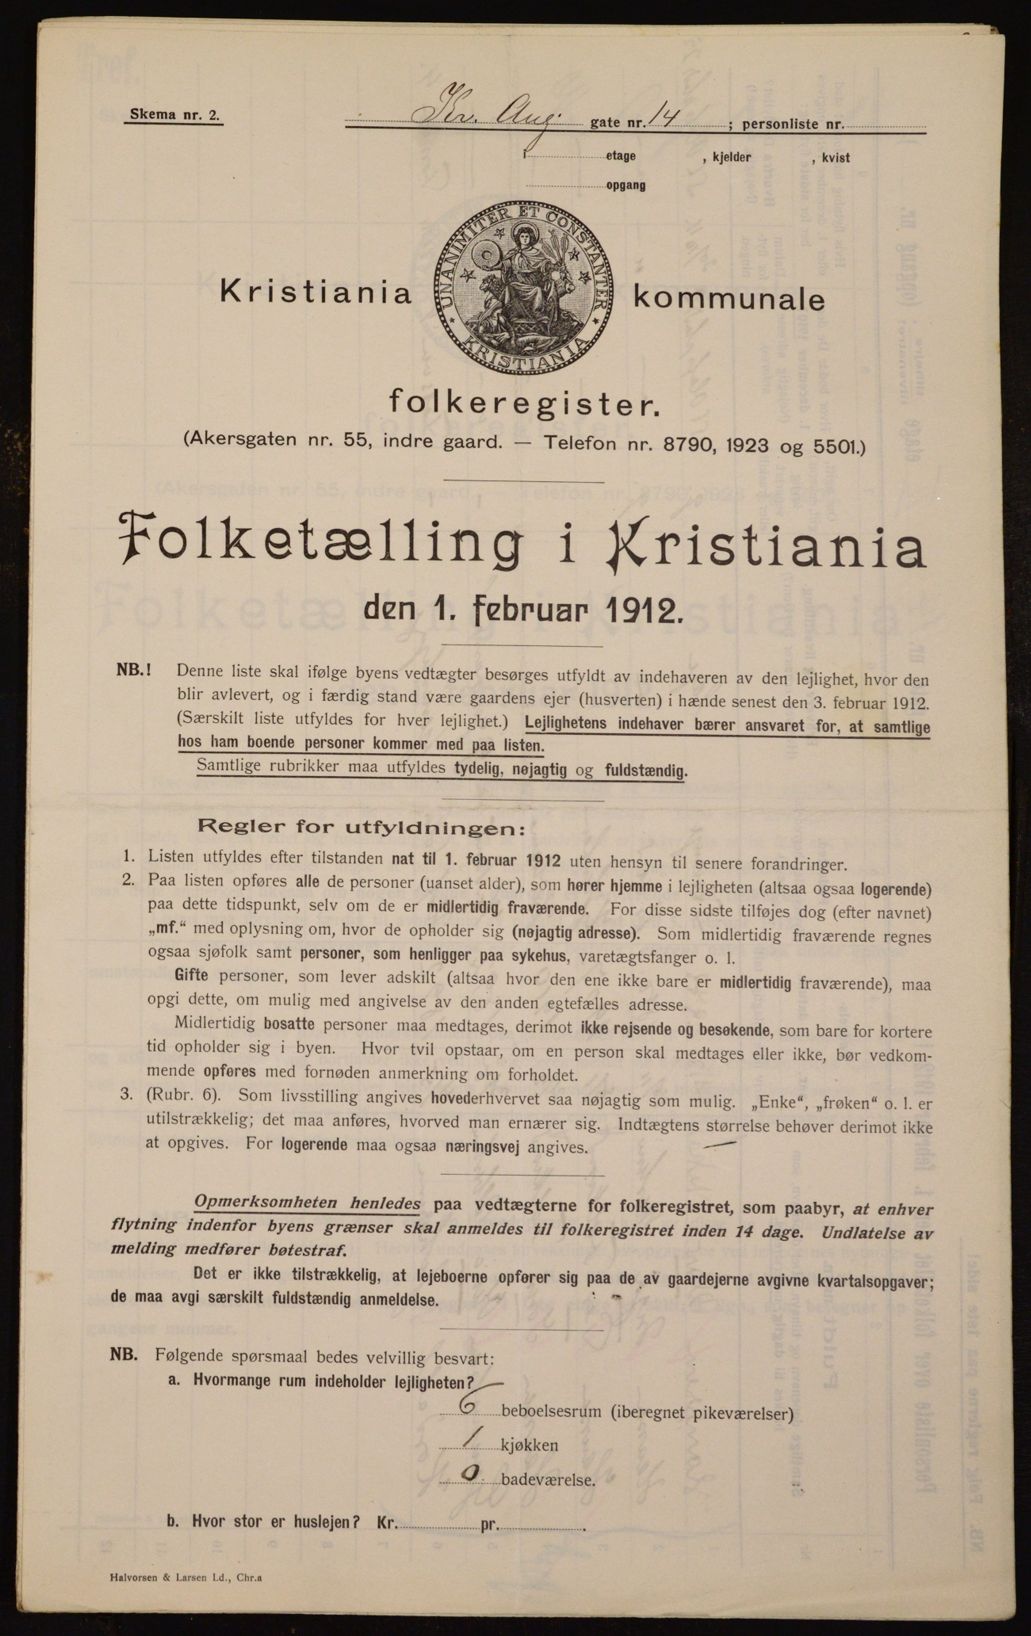 Skema nr. 2.
Kr. Aug. gate nr. 14 ; personliste nr.
i etage , kjelder , kvist
opgang
UNANIMITER ET CONSTANTER
* KRISTIANIA *
Kristiania kommunale
folkeregister.
(Akersgaten nr. 55, indre gaard. — Telefon nr. 8790, 1923 og 5501.)
Folketælling i Kristiania
den 1. februar 1912.
NB.! Denne liste skal ifølge byens vedtægter besørges utfyldt av indehaveren av den lejlighet, hvor den
blir avlevert, og i færdig stand være gaardens ejer (husverten) i hænde senest den 3. februar 1912.
(Særskilt liste utfyldes for hver lejlighet.) Lejlighetens indehaver bærer ansvaret for, at samtlige
hos ham boende personer kommer med paa listen.
Samtlige rubrikker maa utfyldes tydelig, nøjagtig og fuldstændig.
Regler for utfyldningen:
1. Listen utfyldes efter tilstanden nat til 1. februar 1912 uten hensyn til senere forandringer.
2. Paa listen opføres alle de personer (uanset alder), som hører hjemme i lejligheten (altsaa ogsaa logerende)
paa dette tidspunkt, selv om de er midlertidig fraværende. For disse sidste tilføjes dog (efter navnet)
„mf.“ med oplysning om, hvor de opholder sig (nøjagtig adresse). Som midlertidig fraværende regnes
ogsaa sjøfolk samt personer, som henligger paa sykehus, varetægtsfanger o. l.
Gifte personer, som lever adskilt (altsaa hvor den ene ikke bare er midlertidig fraværende), maa
opgi dette, om mulig med angivelse av den anden egtefælles adresse.
Midlertidig bosatte personer maa medtages, derimot ikke rejsende og besøkende, som bare for kortere
tid opholder sig i byen. Hvor tvil opstaar, om en person skal medtages eller ikke, bør vedkom-
mende opføres med fornøden anmerkning om forholdet.
3. (Rubr. 6). Som livsstilling angives hovederhvervet saa nøjagtig som mulig. „Enke“, „frøken“ o. l. er
utilstrækkelig; det maa anføres, hvorved man ernærer sig. Indtægtens størrelse behøver derimot ikke
at opgives. For logerende maa ogsaa næringsvej angives.
Opmerksomheten henledes paa vedtægterne for folkeregistret, som paabyr, at enhver
flytning indenfor byens grænser skal anmeldes til folkeregistret inden 14 dage. Undlatelse av
melding medfører bøtestraf.
Det er ikke tilstrækkelig, at lejeboerne opfører sig paa de av gaardejerne avgivne kvartalsopgaver;
de maa avgi særskilt fuldstændig anmeldelse.
NB. Følgende spørsmaal bedes velvillig besvart:
a. Hvormange rum indeholder lejligheten?
6 beboelsesrum (iberegnet pikeværelser)
1 kjøkken
0 badeværelse.
b. Hvor stor er huslejen? Kr. pr. .
Halvorsen & Larsen Ld., Chr.a